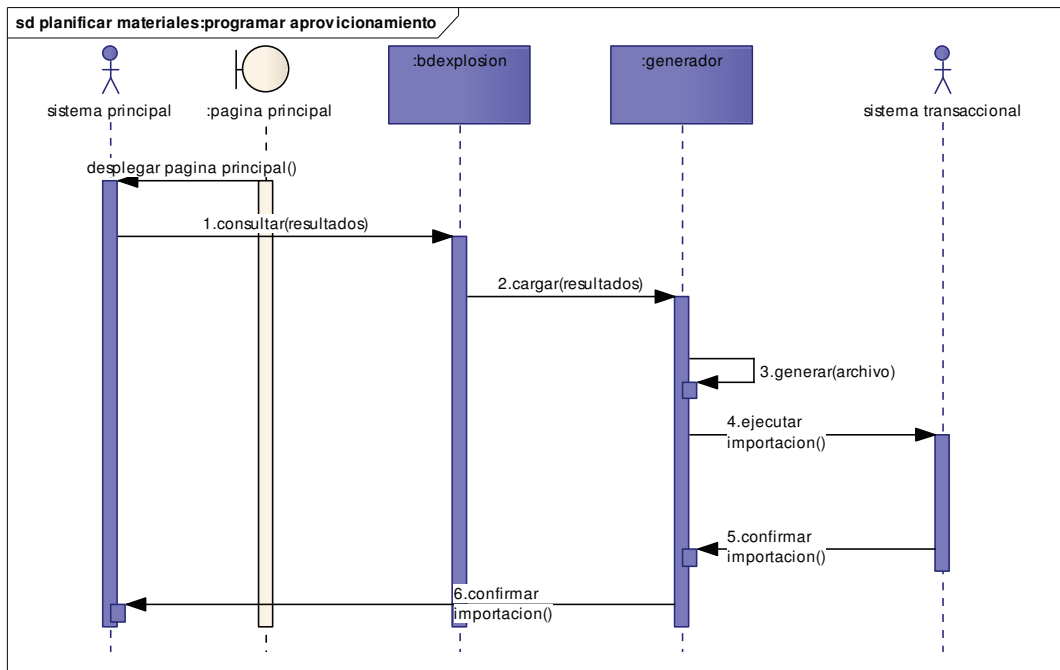 sd planificar materiales:programar aprovicionamiento
sistema principal
:pagina principal
:bdexplosion
:generador
sistema transaccional
desplegar pagina principal()
1.consultar(resultados)
2.cargar(resultados)
3.generar(archivo)
4.ejecutar
importacion()
5.confirmar
importacion()
6.confirmar
importacion()